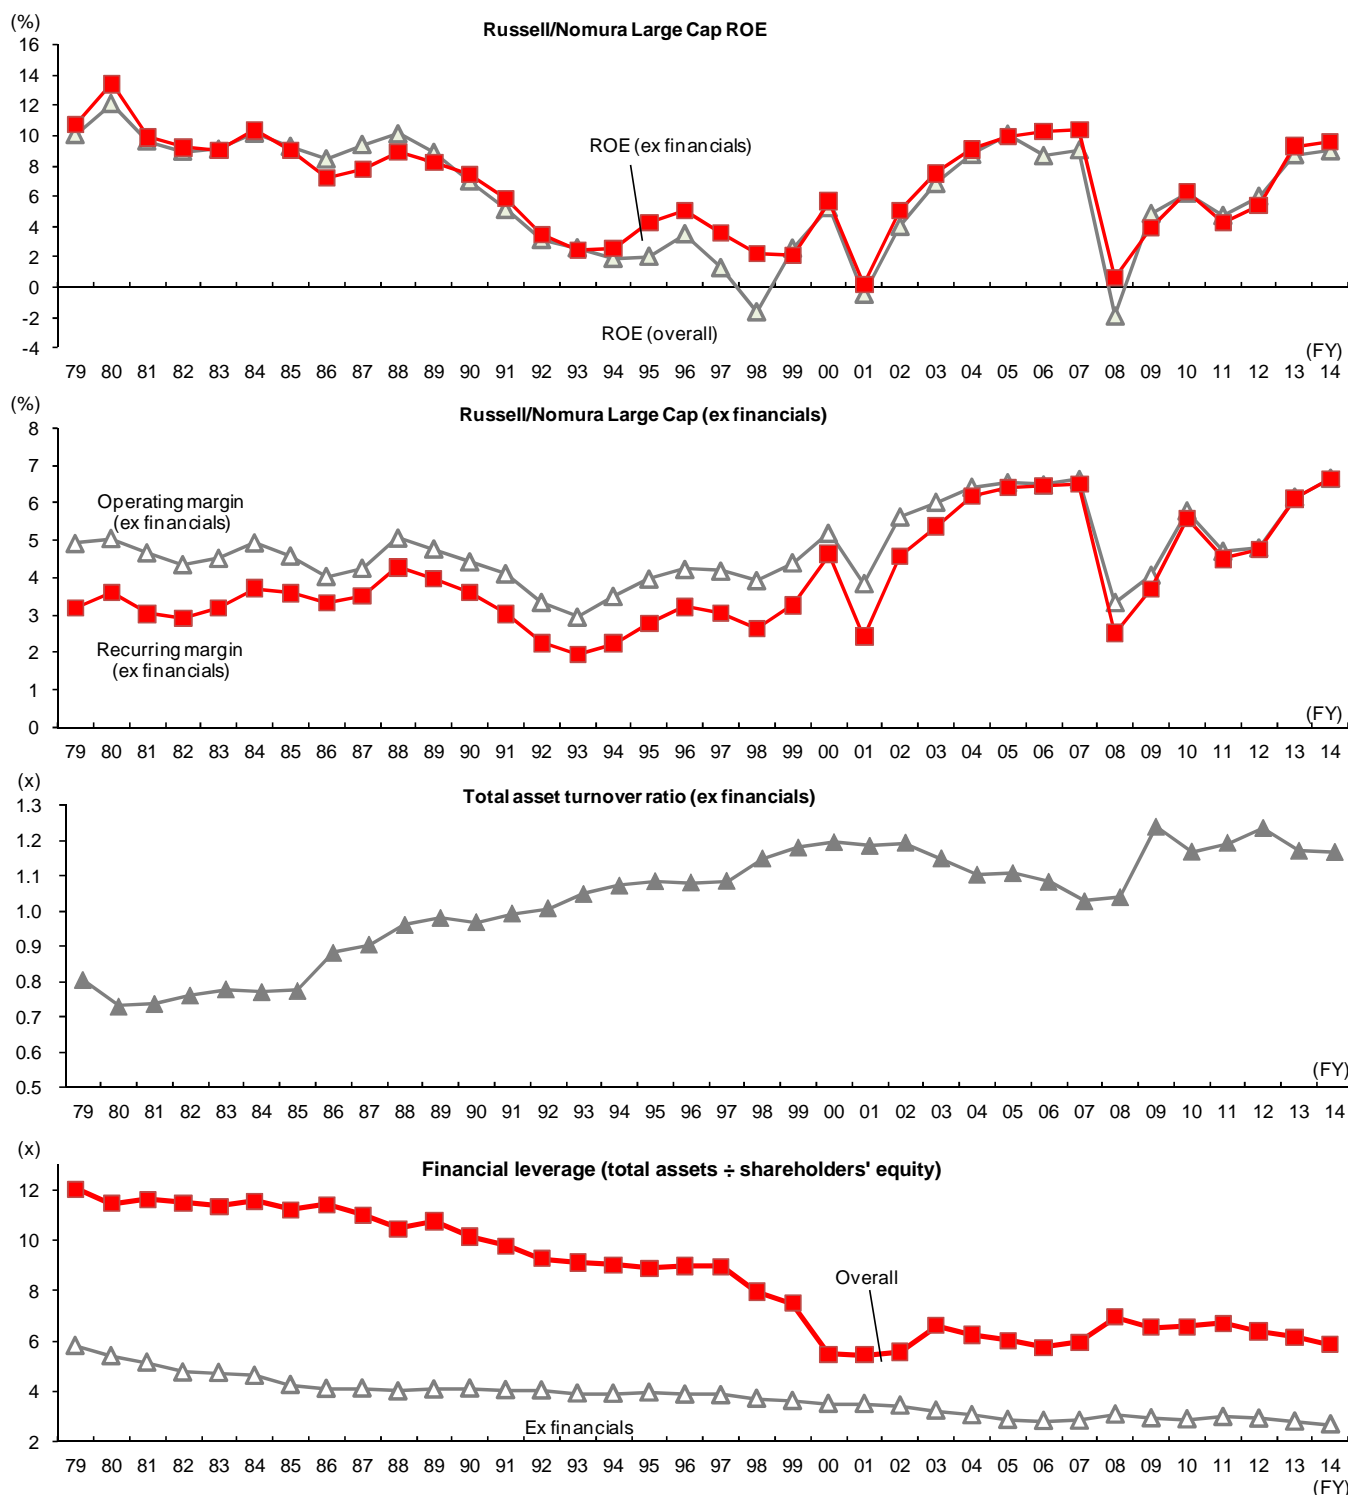 (%)
Russell/Nomura Large Cap ROE
16
14
12
10
8
6
4
2
0
-2
-4
ROE (ex financials)
ROE (overall)
(FY)
79 80 81 82 83 84 85 86 87 88 89 90 91 92 93 94 95 96 97 98 99 00 01 02 03 04 05 06 07 08 09 10 11 12 13 14
(%)
Russell/Nomura Large Cap (ex financials)
8
7
6
5
4
3
2
1
0
Operating margin
(ex financials)
Recurring margin
(ex financials)
(FY)
79 80 81 82 83 84 85 86 87 88 89 90 91 92 93 94 95 96 97 98 99 00 01 02 03 04 05 06 07 08 09 10 11 12 13 14
(x)
Total asset turnover ratio (ex financials)
1.3
1.2
1.1
1.0
0.9
0.8
0.7
0.6
0.5
(FY)
79 80 81 82 83 84 85 86 87 88 89 90 91 92 93 94 95 96 97 98 99 00 01 02 03 04 05 06 07 08 09 10 11 12 13 14
(x)
Financial leverage (total assets ÷ shareholders' equity)
12
10
8
6
4
2
Overall
Ex financials
79 80 81 82 83 84 85 86 87 88 89 90 91 92 93 94 95 96 97 98 99 00 01 02 03 04 05 06 07 08 09 10 11 12 13 14
(FY)